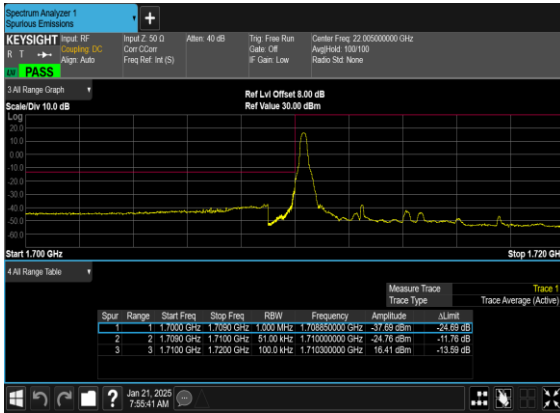 Spectrum Analyzer 1
Spurious Emissions
KEYSIGHT Input: RF Input Z: 50 Ω Atten: 40 dB Trig: Free Run Center Freq: 22.005000000 GHz
R T Coupling: DC Corr CCorr Gate: Off Avg|Hold: 100/100
Align: Auto Freq Ref: Int (S) IF Gain: Low Radio Std: None
PASS
3 All Range Graph
Ref Lvl Offset 8.00 dB
Scale/Div 10.0 dB Ref Value 30.00 dBm
Log
20.0
10.0
0.00
-10.0
-20.0
-30.0
-40.0
-50.0
-60.0
Start 1.700 GHz Stop 1.720 GH
4 All Range Table
Measure Trace Trace 1
Trace Type Trace Average (Active)
Spur Range Start Freq Stop Freq RBW Frequency Amplitude ΔLimit
1 1 1.7000 GHz 1.7090 GHz 1.000 MHz 1.708850000 GHz -37.69 dBm -24.69 dB
2 2 1.7090 GHz 1.7100 GHz 51.00 kHz 1.710000000 GHz -24.76 dBm -11.76 dB
3 3 1.7100 GHz 1.7200 GHz 100.0 kHz 1.710300000 GHz 16.41 dBm -13.59 dB
Jan 21, 2025
7:55:41 AM